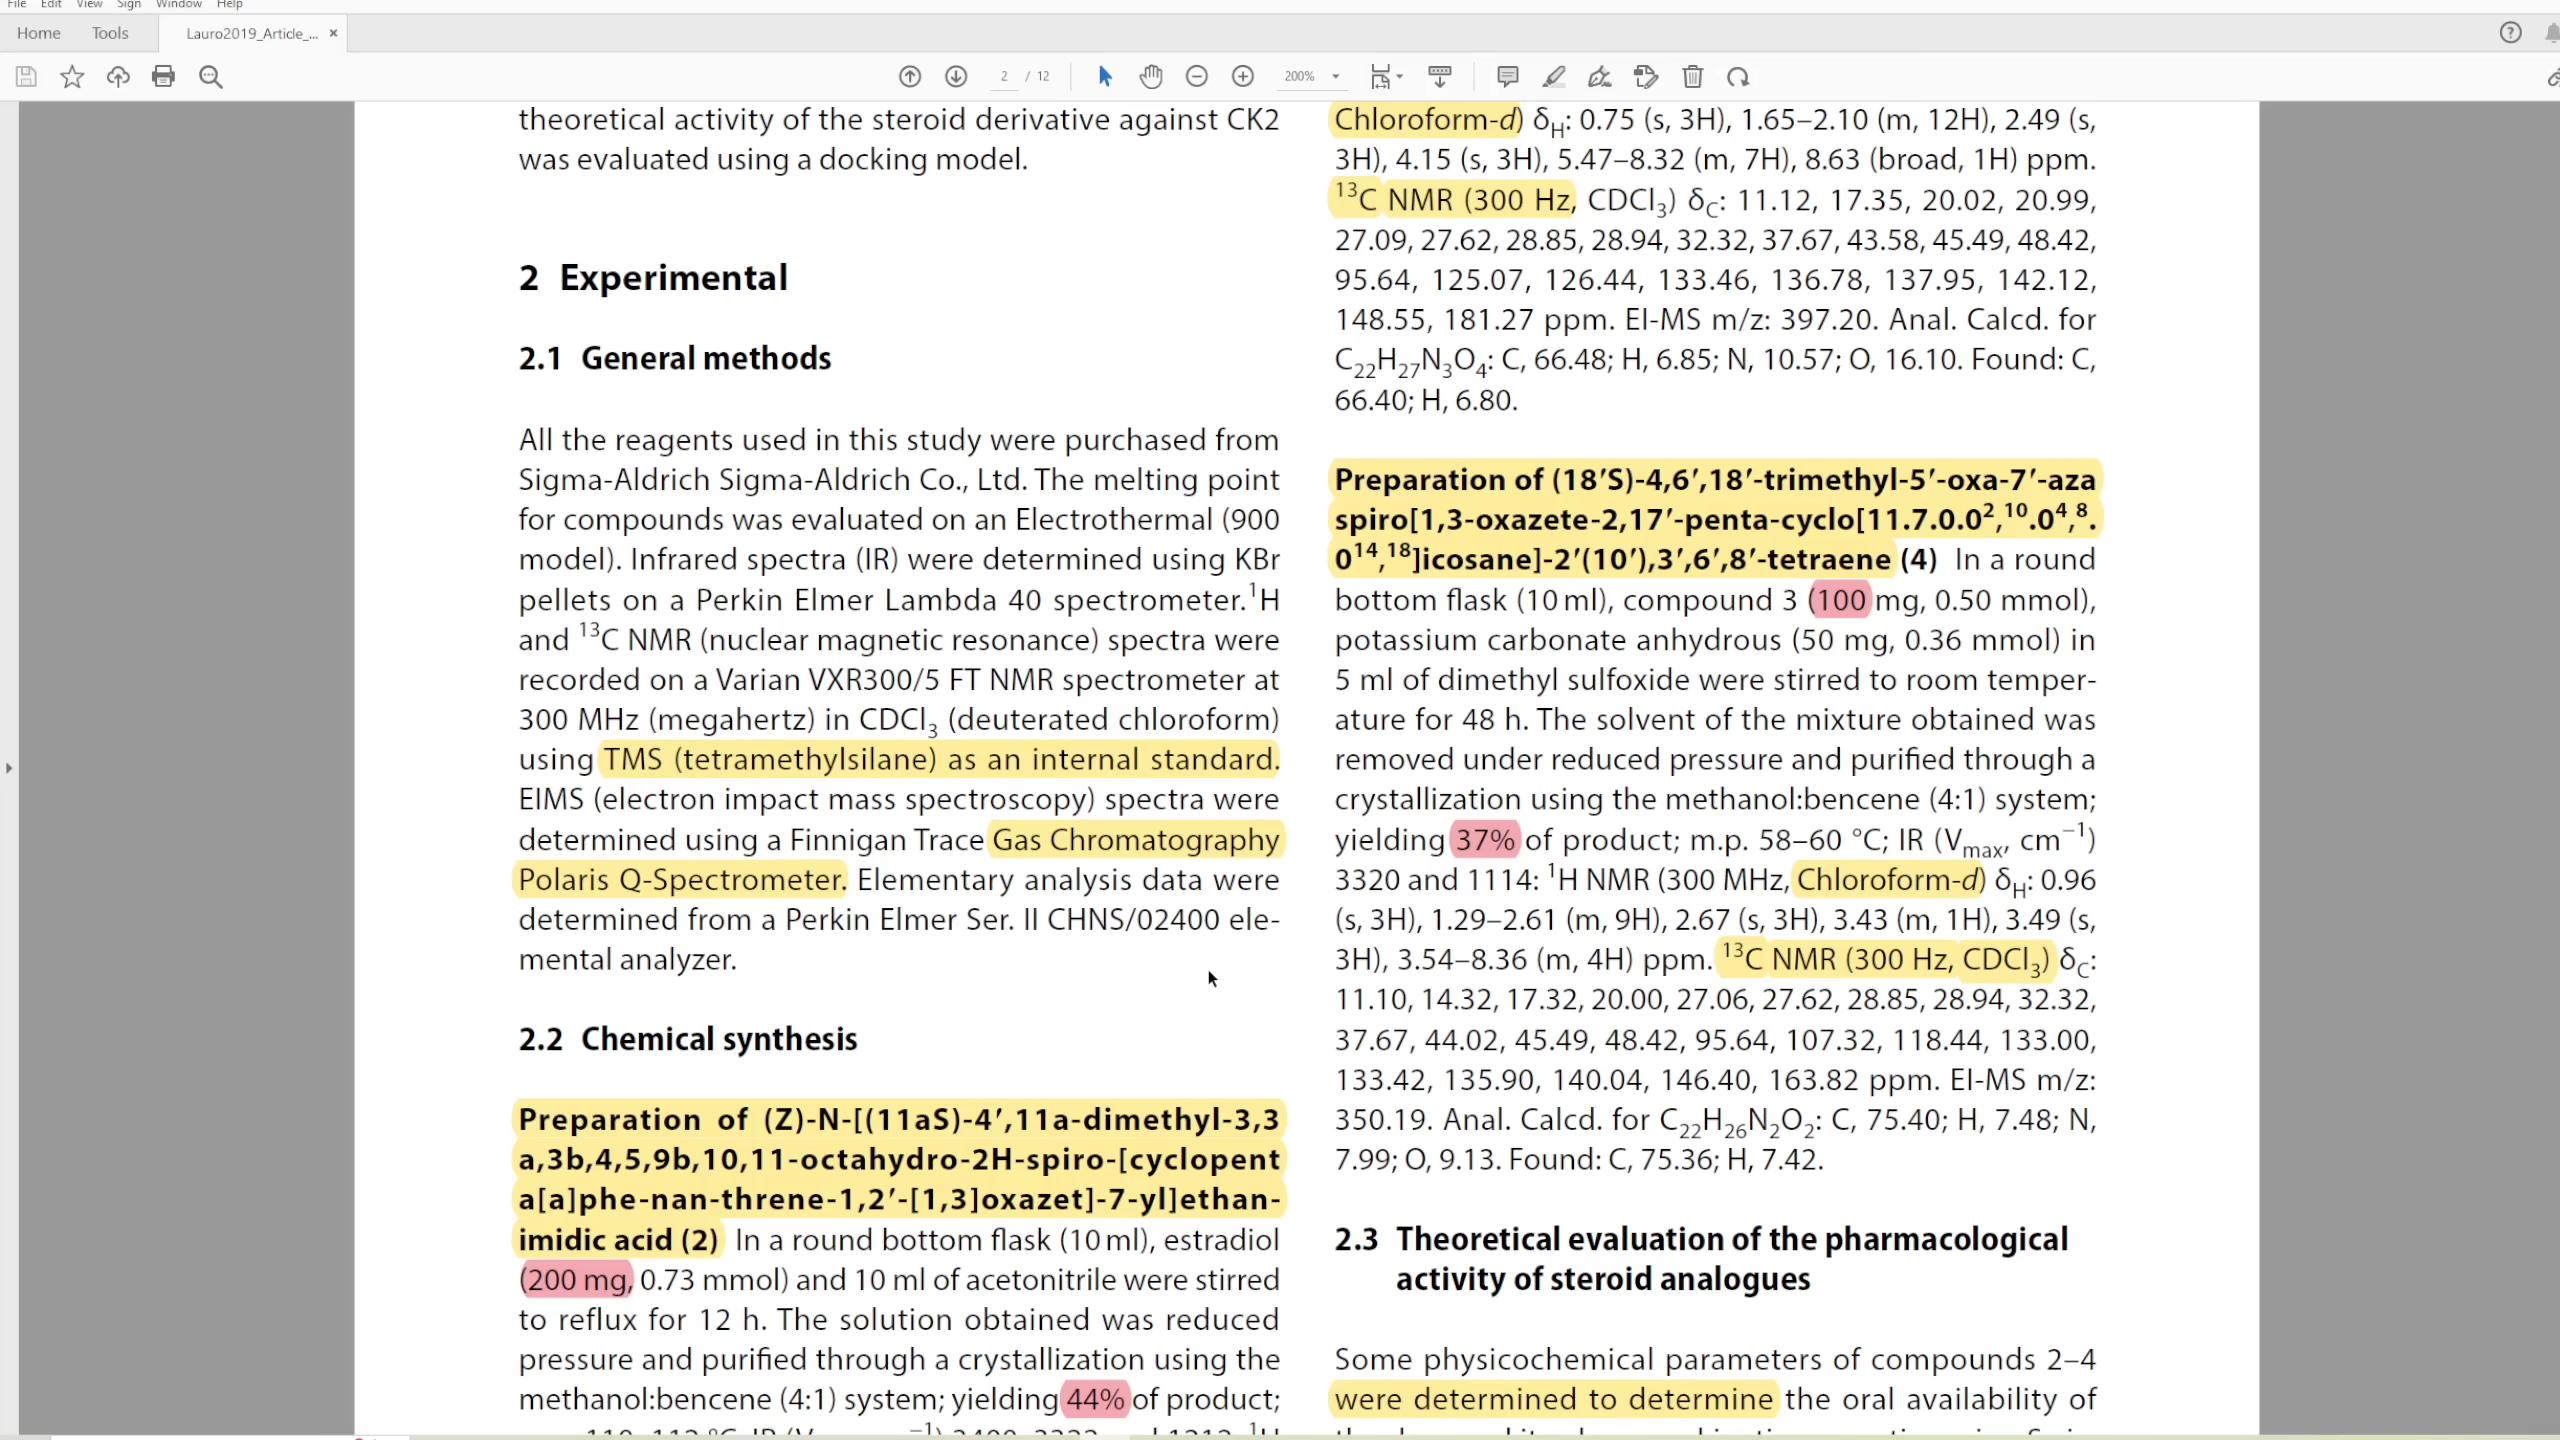 File Edit View Sign Window Help
Home Tools Lauro2019_Article_... ×
2 / 12 200%
theoretical activity of the steroid derivative against CK2
was evaluated using a docking model.
2 Experimental
2.1 General methods
All the reagents used in this study were purchased from
Sigma-Aldrich Sigma-Aldrich Co., Ltd. The melting point
for compounds was evaluated on an Electrothermal (900
model). Infrared spectra (IR) were determined using KBr
pellets on a Perkin Elmer Lambda 40 spectrometer.¹H
and ¹³C NMR (nuclear magnetic resonance) spectra were
recorded on a Varian VXR300/5 FT NMR spectrometer at
300 MHz (megahertz) in CDCl₃ (deuterated chloroform)
using TMS (tetramethylsilane) as an internal standard.
EIMS (electron impact mass spectroscopy) spectra were
determined using a Finnigan Trace Gas Chromatography
Polaris Q-Spectrometer. Elementary analysis data were
determined from a Perkin Elmer Ser. II CHNS/02400 ele-
mental analyzer.
2.2 Chemical synthesis
Preparation of (Z)-N-[(11aS)-4′,11a-dimethyl-3,3
a,3b,4,5,9b,10,11-octahydro-2H-spiro-[cyclopent
a[a]phe-nan-threne-1,2′-[1,3]oxazet]-7-yl]ethan-
imidic acid (2) In a round bottom flask (10 ml), estradiol
(200 mg, 0.73 mmol) and 10 ml of acetonitrile were stirred
to reflux for 12 h. The solution obtained was reduced
pressure and purified through a crystallization using the
methanol:bencene (4:1) system; yielding 44% of product;
Chloroform-d) δH: 0.75 (s, 3H), 1.65–2.10 (m, 12H), 2.49 (s,
3H), 4.15 (s, 3H), 5.47–8.32 (m, 7H), 8.63 (broad, 1H) ppm.
¹³C NMR (300 Hz, CDCl₃) δC: 11.12, 17.35, 20.02, 20.99,
27.09, 27.62, 28.85, 28.94, 32.32, 37.67, 43.58, 45.49, 48.42,
95.64, 125.07, 126.44, 133.46, 136.78, 137.95, 142.12,
148.55, 181.27 ppm. EI-MS m/z: 397.20. Anal. Calcd. for
C₂₂H₂₇N₃O₄: C, 66.48; H, 6.85; N, 10.57; O, 16.10. Found: C,
66.40; H, 6.80.
Preparation of (18′S)-4,6′,18′-trimethyl-5′-oxa-7′-aza
spiro[1,3-oxazete-2,17′-penta-cyclo[11.7.0.0²,¹⁰.0⁴,⁸.
0¹⁴,¹⁸]icosane]-2′(10′),3′,6′,8′-tetraene (4) In a round
bottom flask (10 ml), compound 3 (100 mg, 0.50 mmol),
potassium carbonate anhydrous (50 mg, 0.36 mmol) in
5 ml of dimethyl sulfoxide were stirred to room temper-
ature for 48 h. The solvent of the mixture obtained was
removed under reduced pressure and purified through a
crystallization using the methanol:bencene (4:1) system;
yielding 37% of product; m.p. 58–60 °C; IR (Vmax, cm⁻¹)
3320 and 1114: ¹H NMR (300 MHz, Chloroform-d) δH: 0.96
(s, 3H), 1.29–2.61 (m, 9H), 2.67 (s, 3H), 3.43 (m, 1H), 3.49 (s,
3H), 3.54–8.36 (m, 4H) ppm. ¹³C NMR (300 Hz, CDCl₃) δC:
11.10, 14.32, 17.32, 20.00, 27.06, 27.62, 28.85, 28.94, 32.32,
37.67, 44.02, 45.49, 48.42, 95.64, 107.32, 118.44, 133.00,
133.42, 135.90, 140.04, 146.40, 163.82 ppm. EI-MS m/z:
350.19. Anal. Calcd. for C₂₂H₂₆N₂O₂: C, 75.40; H, 7.48; N,
7.99; O, 9.13. Found: C, 75.36; H, 7.42.
2.3 Theoretical evaluation of the pharmacological
activity of steroid analogues
Some physicochemical parameters of compounds 2–4
were determined to determine the oral availability of